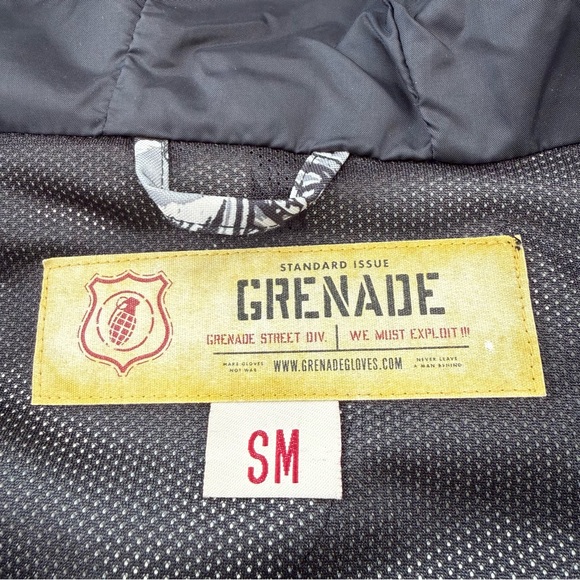 STANDARD ISSUE
GRENADE
GRENADE STREET DIV. WE MUST EXPLOIT!!!
MAKE GLOVES
NOT WAR
WWW.GRENADEGLOVES.COM
NEVER LEAVE
A MAN BEHIND
SM